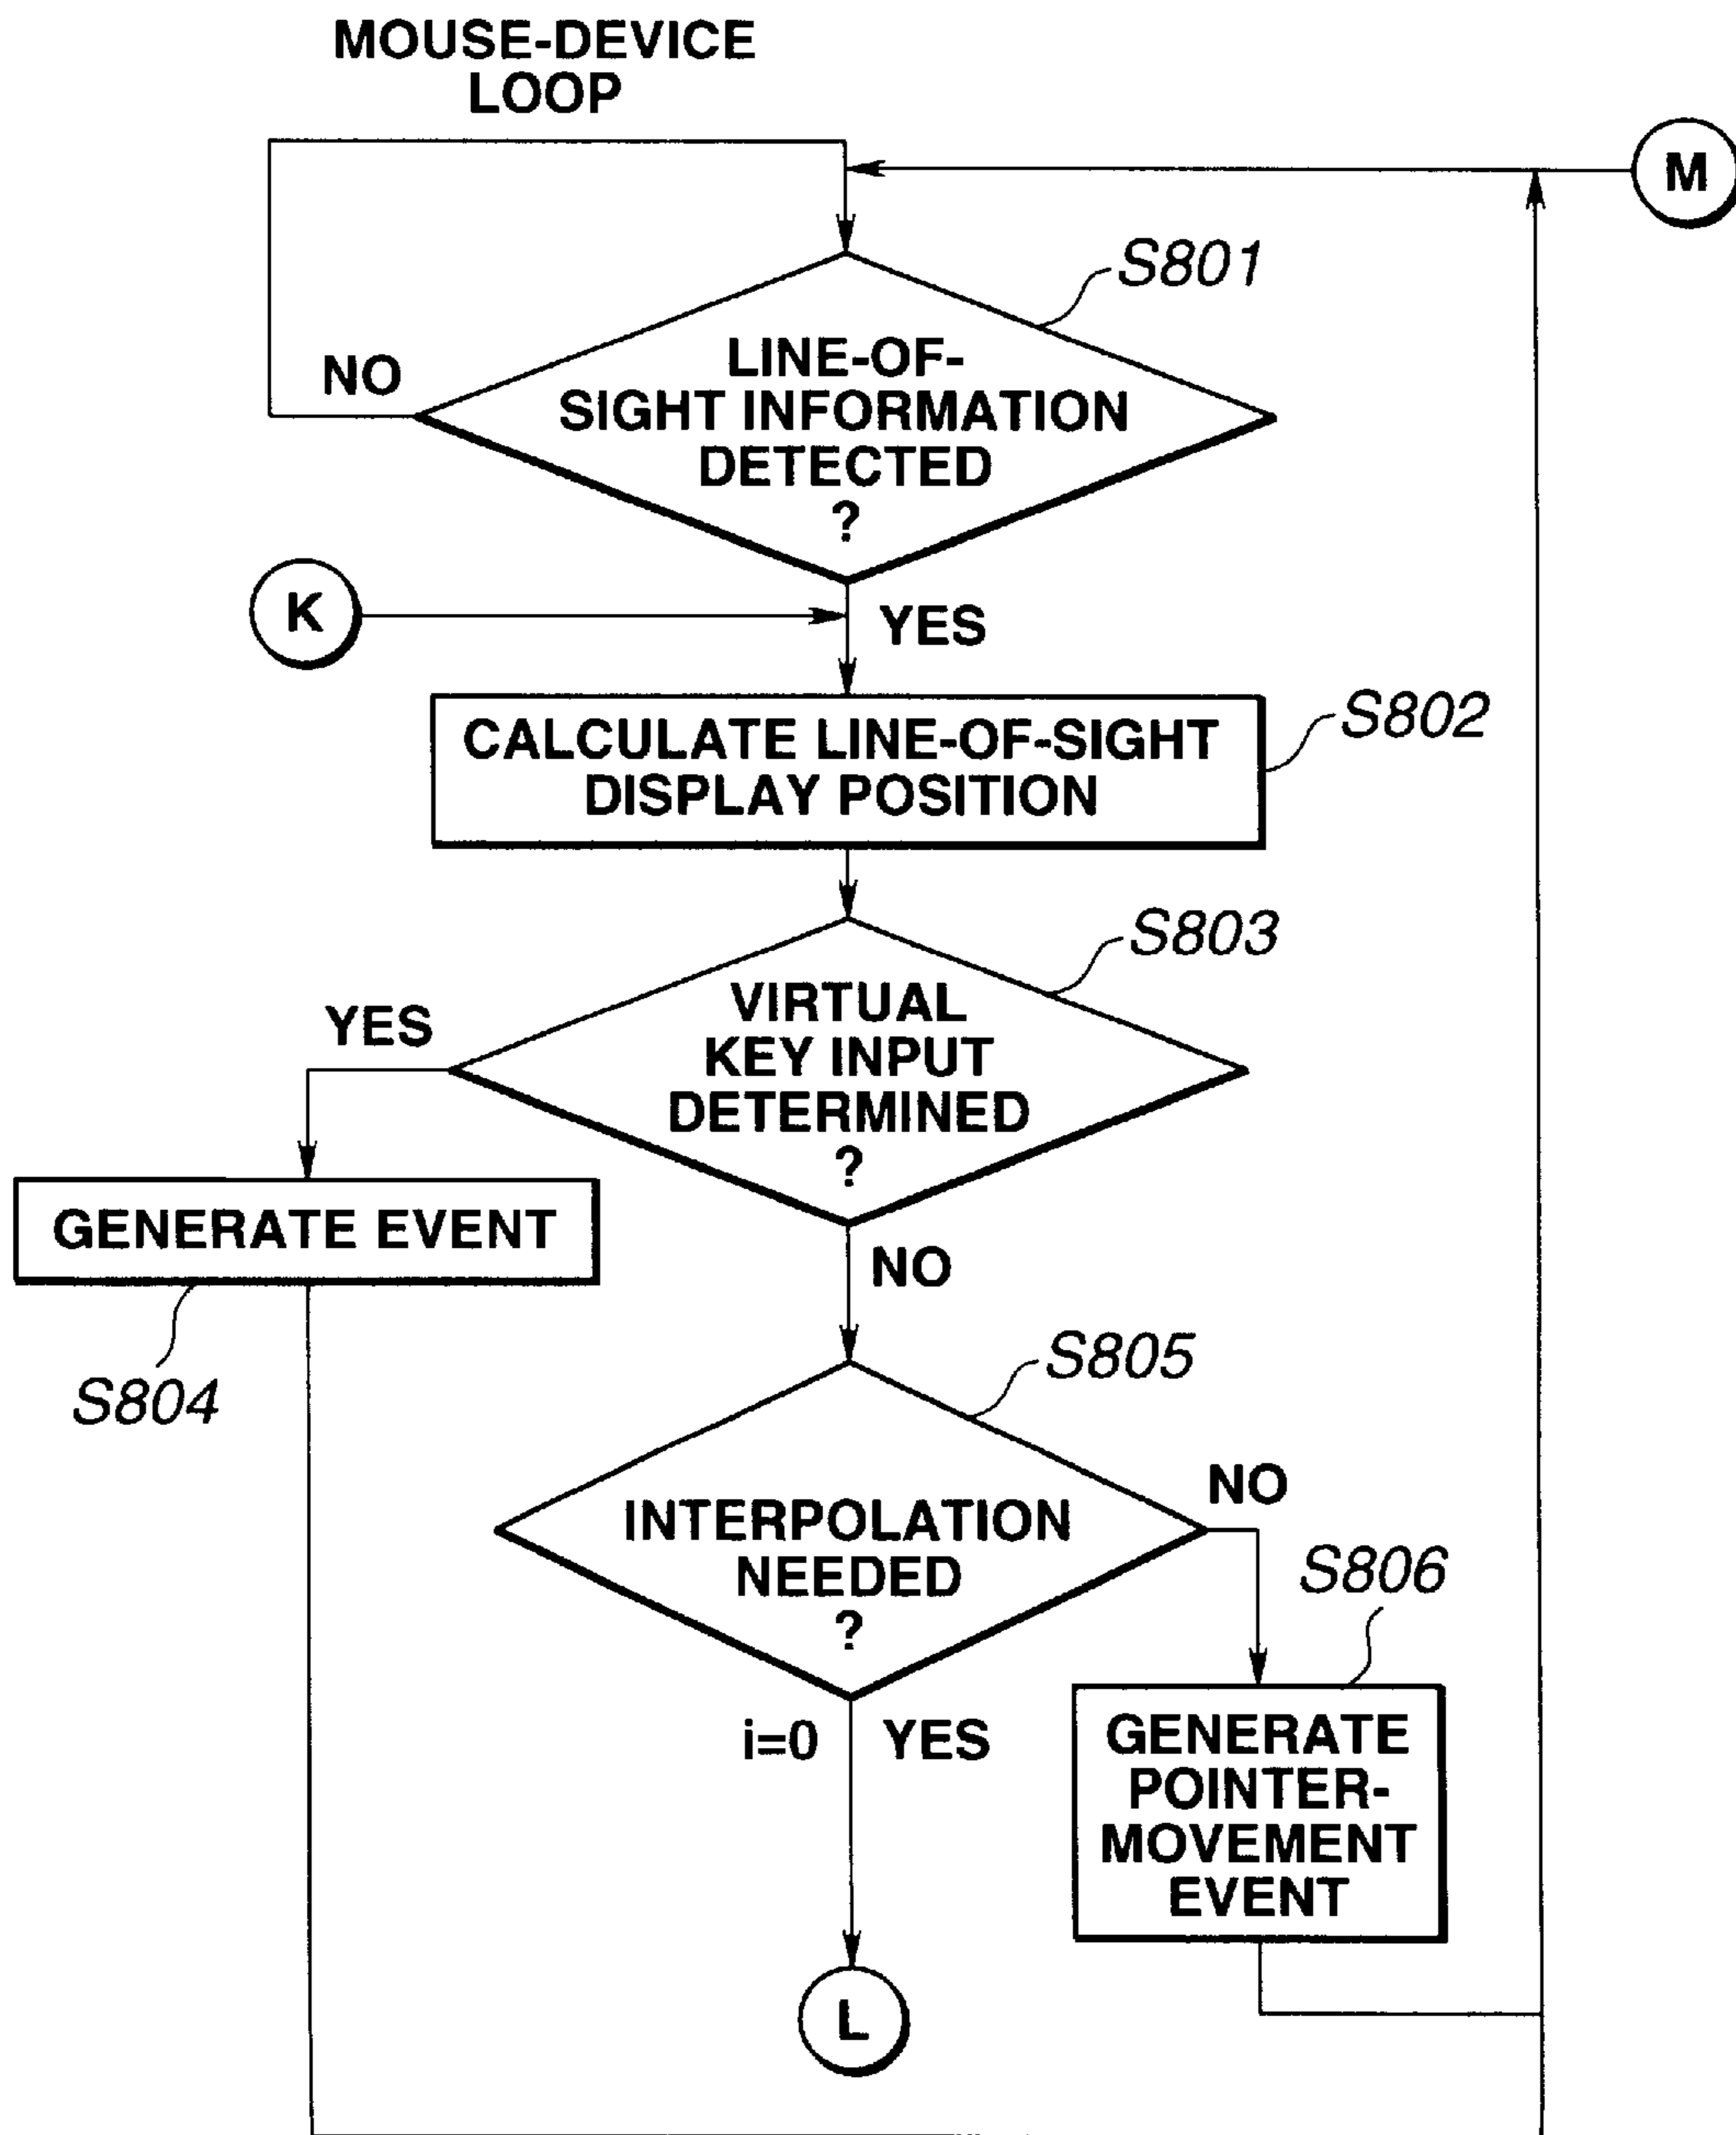 MOUSE-DEVICE
LOOP
M
S801
NO
LINE-OF-
SIGHT INFORMATION
DETECTED
?
K
YES
S802
CALCULATE LINE-OF-SIGHT
DISPLAY POSITION
S803
YES
VIRTUAL
KEY INPUT
DETERMINED
?
GENERATE EVENT
NO
S804
S805
NO
INTERPOLATION
NEEDED
?
S806
i=0
YES
GENERATE
POINTER-
MOVEMENT
EVENT
L